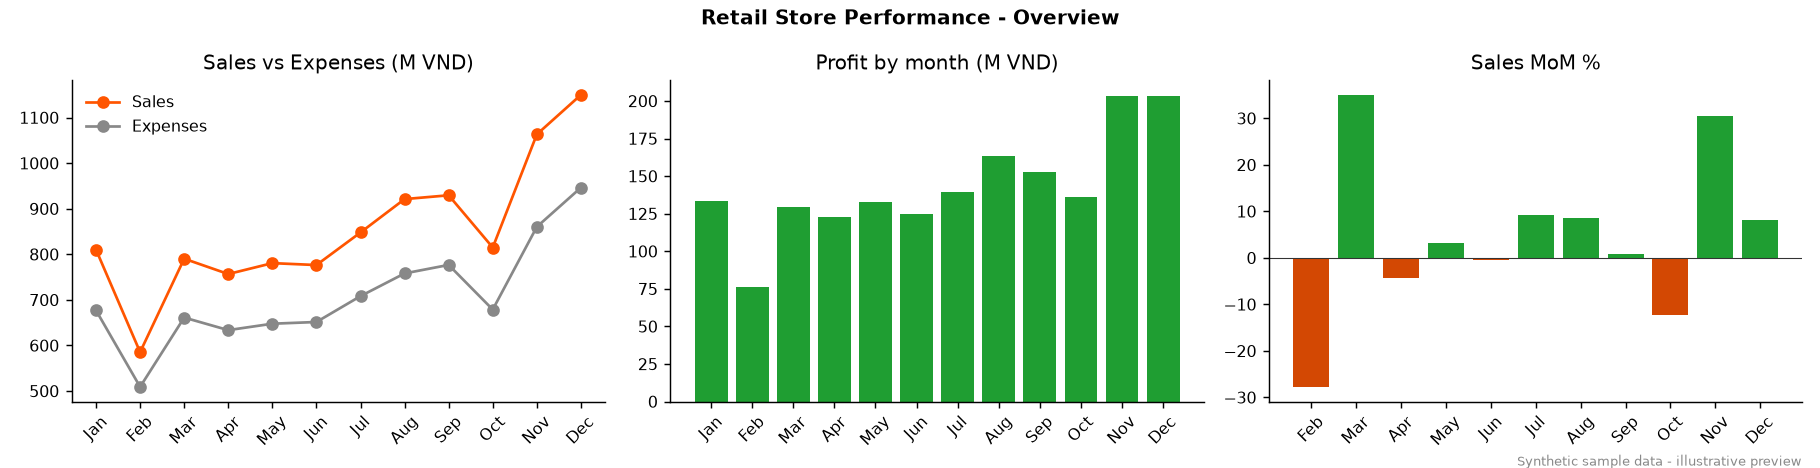 Retail Store Performance - Overview
Sales vs Expenses (M VND)
Sales
Expenses
1100
1000
900
800
700
600
500
Jan Feb Mar Apr May Jun Jul Aug Sep Oct Nov Dec
Profit by month (M VND)
200
175
150
125
100
75
50
25
0
Jan Feb Mar Apr May Jun Jul Aug Sep Oct Nov Dec
Sales MoM %
30
20
10
0
−10
−20
−30
Feb Mar Apr May Jun Jul Aug Sep Oct Nov Dec
Synthetic sample data - illustrative preview